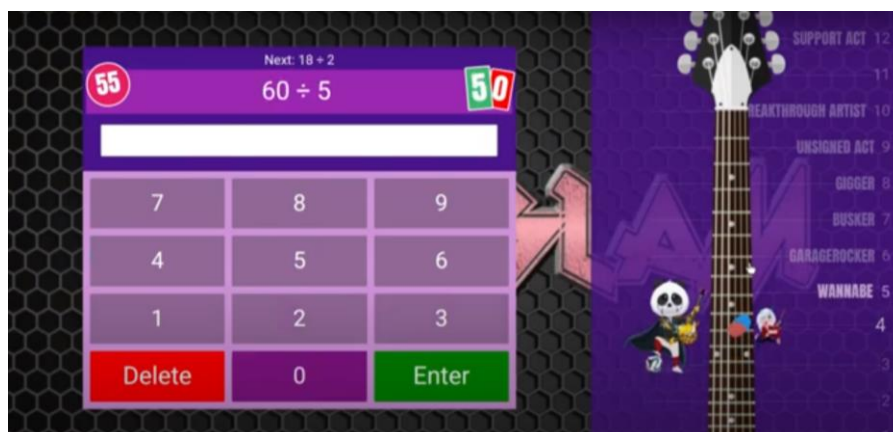 Next: 18 ÷ 2
55
60 ÷ 5
50
7 8 9
4 5 6
1 2 3
Delete 0 Enter
SUPPORT ACT 12
11
REAKTHROUGH ARTIST 10
UNSIGNED ACT 9
GIGGER 8
BUSKER 7
GARAGEROCKER 6
WANNABE 5
4
3
2